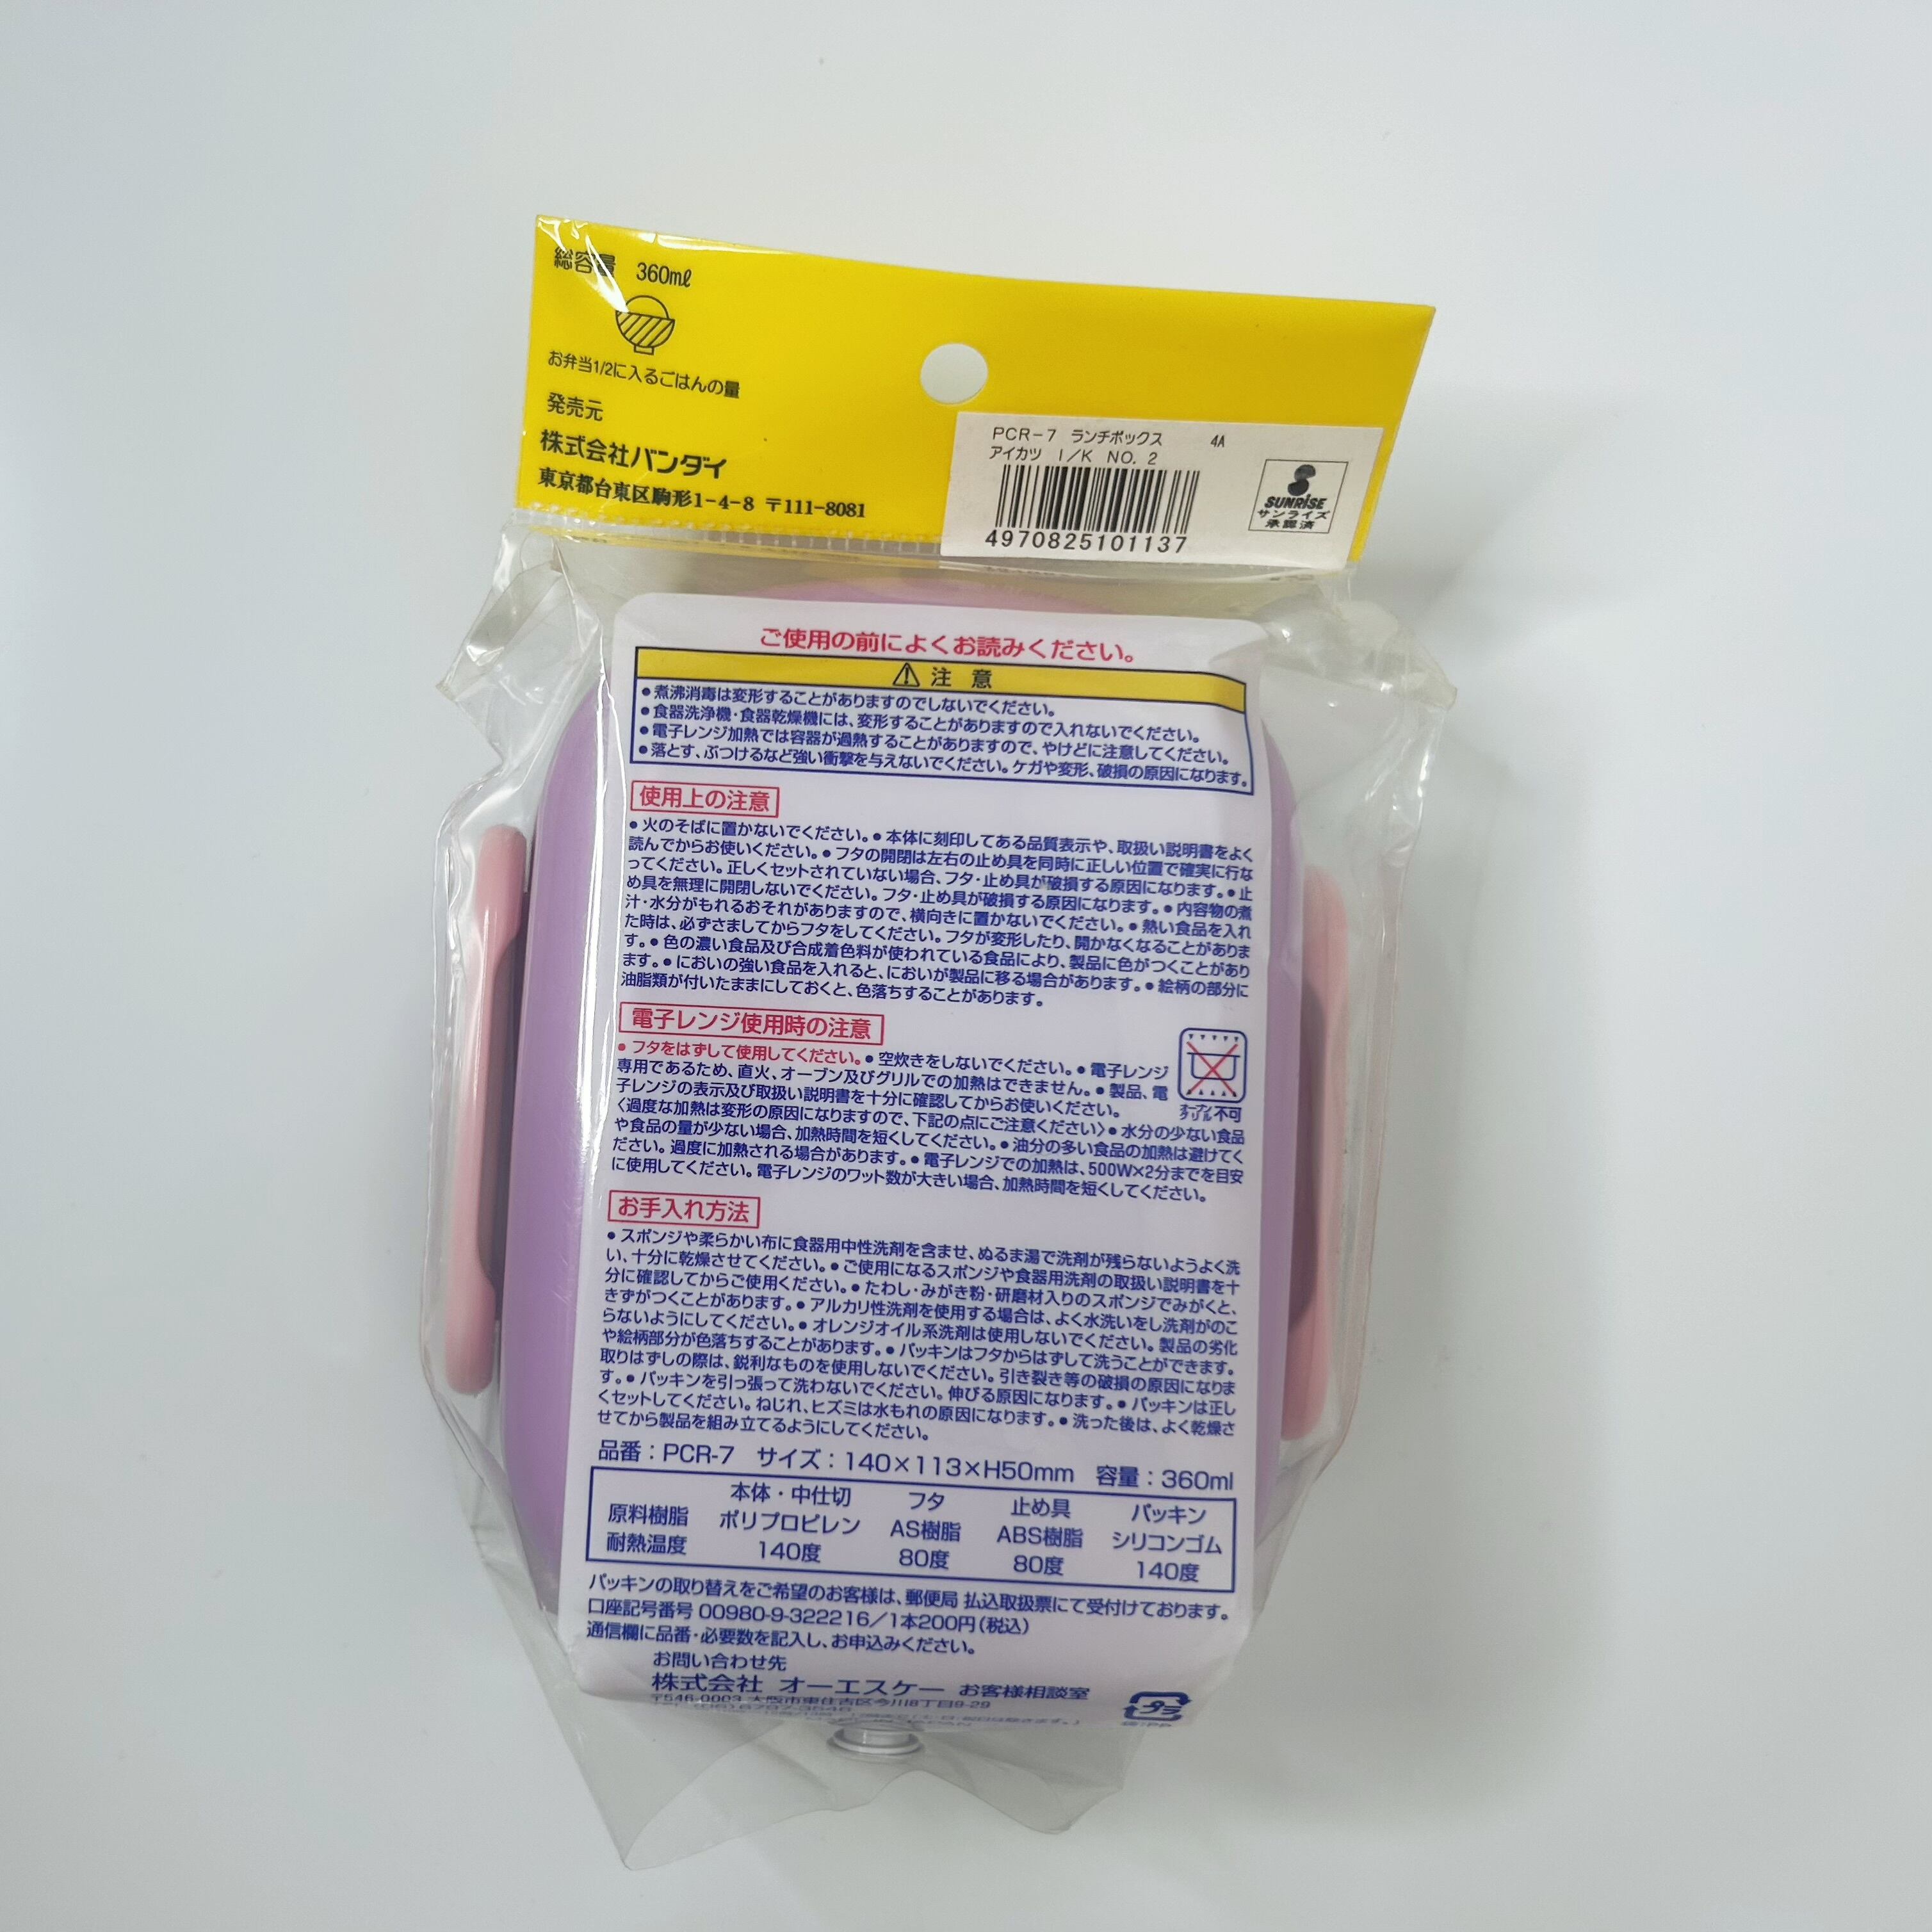 総容量 360mℓ
お弁当1/2に入るごはんの量
発売元
株式会社バンダイ
東京都台東区駒形1-4-8 〒111-8081
PCR-7 ランチボックス 4A
アイカツ I/K NO. 2
4970825101137
SUNRISE
サンライズ
承認済
ご使用の前によくお読みください。
注 意
●煮沸消毒は変形することがありますのでしないでください。
●食器洗浄機・食器乾燥機には、変形することがありますので入れないでください。
●電子レンジ加熱では容器が過熱することがありますので、やけどに注意してください。
●落とす、ぶつけるなど強い衝撃を与えないでください。ケガや変形、破損の原因になります。
使用上の注意
●火のそばに置かないでください。●本体に刻印してある品質表示や、取扱い説明書をよく
読んでからお使いください。●フタの開閉は左右の止め具を同時に正しい位置で確実に行な
ってください。正しくセットされていない場合、フタ・止め具が破損する原因になります。●止
め具を無理に開閉しないでください。フタ・止め具が破損する原因になります。●内容物の煮
汁・水分がもれるおそれがありますので、横向きに置かないでください。●熱い食品を入れ
た時は、必ずさましてからフタをしてください。フタが変形したり、開かなくなることがありま
す。●色の濃い食品及び合成着色料が使われている食品により、製品に色がつくことがあり
ます。●においの強い食品を入れると、においが製品に移る場合があります。●絵柄の部分に
油脂類が付いたままにしておくと、色落ちすることがあります。
電子レンジ使用時の注意
●フタをはずして使用してください。●空炊きをしないでください。●電子レンジ
専用であるため、直火、オーブン及びグリルでの加熱はできません。●製品、電
子レンジの表示及び取扱い説明書を十分に確認してからお使いください。
オーブン
グリル不可
〈過度な加熱は変形の原因になりますので、下記の点にご注意ください〉●水分の少ない食品
や食品の量が少ない場合、加熱時間を短くしてください。●油分の多い食品の加熱は避けてく
ださい。過度に加熱される場合があります。●電子レンジでの加熱は、500W×2分までを目安
に使用してください。電子レンジのワット数が大きい場合、加熱時間を短くしてください。
お手入れ方法
●スポンジや柔らかい布に食器用中性洗剤を含ませ、ぬるま湯で洗剤が残らないようよく洗
い、十分に乾燥させてください。●ご使用になるスポンジや食器用洗剤の取扱い説明書を十
分に確認してからご使用ください。●たわし・みがき粉・研磨材入りのスポンジでみがくと、
きずがつくことがあります。●アルカリ性洗剤を使用する場合は、よく水洗いをし洗剤がのこ
らないようにしてください。●オレンジオイル系洗剤は使用しないでください。製品の劣化
や絵柄部分が色落ちすることがあります。●パッキンはフタからはずして洗うことができます。
取りはずしの際は、鋭利なものを使用しないでください。引き裂き等の破損の原因になりま
す。●パッキンを引っ張って洗わないでください。伸びる原因になります。●パッキンは正し
くセットしてください。ねじれ、ヒズミは水もれの原因になります。●洗った後は、よく乾燥さ
せてから製品を組み立てるようにしてください。
品番：PCR-7 サイズ：140×113×H50mm 容量：360ml
本体・中仕切 フタ 止め具 パッキン
原料樹脂 ポリプロピレン AS樹脂 ABS樹脂 シリコンゴム
耐熱温度 140度 80度 80度 140度
パッキンの取り替えをご希望のお客様は、郵便局 払込取扱票にて受付けております。
口座記号番号 00980-9-322216／1本200円（税込）
通信欄に品番・必要数を記入し、お申込みください。
お問い合わせ先
株式会社 オーエスケー お客様相談室
〒546-0003 大阪市東住吉区今川8丁目9-29
プラ